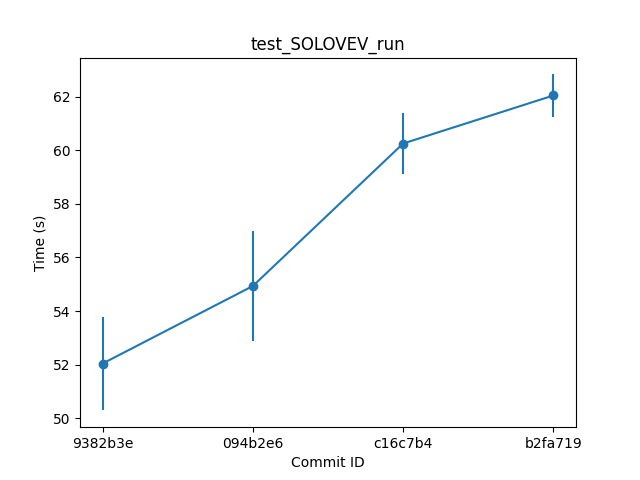 test_SOLOVEV_run
Time (s)
62
60
58
56
54
52
50
9382b3e
094b2e6
c16c7b4
b2fa719
Commit ID